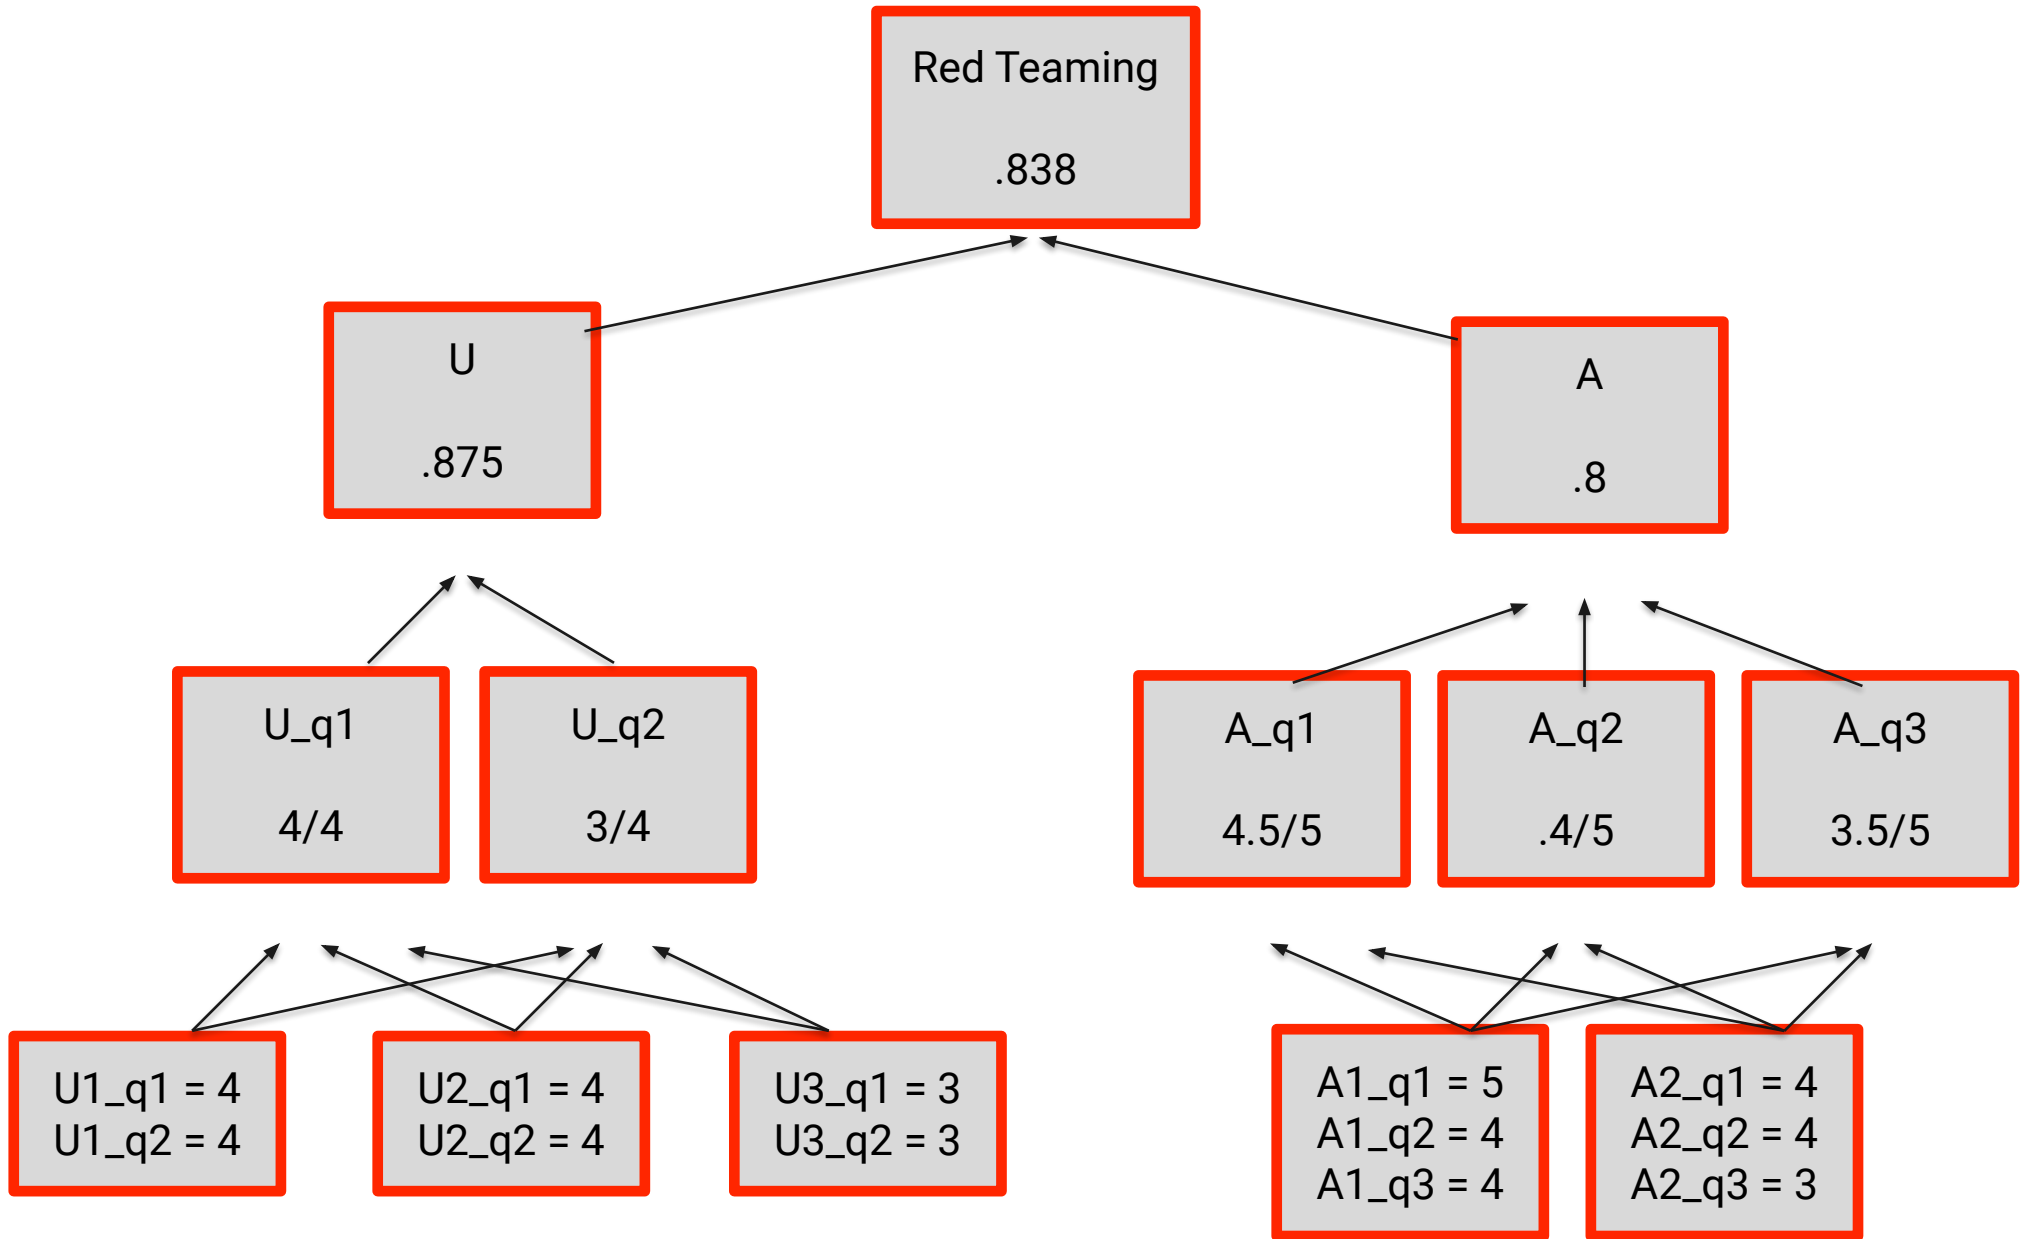 Red Teaming
.838
U
.875
A
.8
U_q1
4/4
U_q2
3/4
A_q1
4.5/5
A_q2
.4/5
A_q3
3.5/5
U1_q1 = 4
U1_q2 = 4
U2_q1 = 4
U2_q2 = 4
U3_q1 = 3
U3_q2 = 3
A1_q1 = 5
A1_q2 = 4
A1_q3 = 4
A2_q1 = 4
A2_q2 = 4
A2_q3 = 3